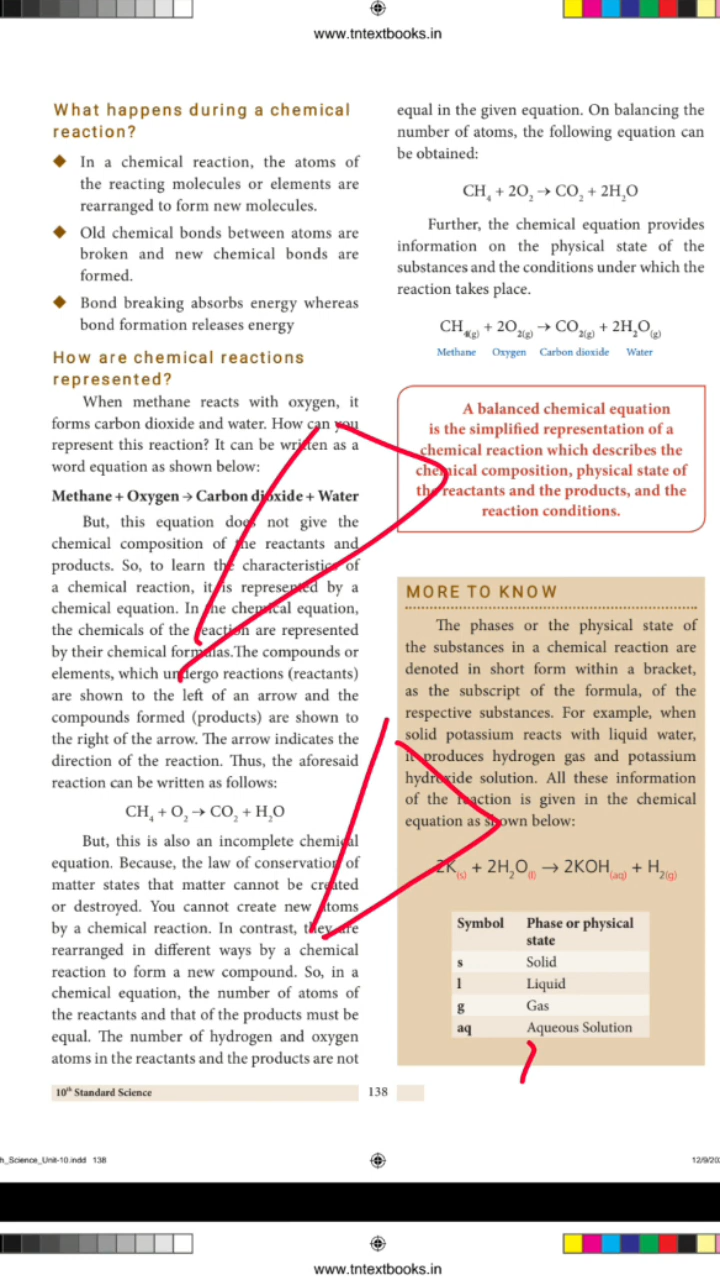 www.tntextbooks.in
What happens during a chemical
reaction?
◆ In a chemical reaction, the atoms of
the reacting molecules or elements are
rearranged to form new molecules.
◆ Old chemical bonds between atoms are
broken and new chemical bonds are
formed.
◆ Bond breaking absorbs energy whereas
bond formation releases energy
How are chemical reactions
represented?
When methane reacts with oxygen, it
forms carbon dioxide and water. How can you
represent this reaction? It can be written as a
word equation as shown below:
Methane + Oxygen → Carbon dioxide + Water
But, this equation does not give the
chemical composition of the reactants and
products. So, to learn the characteristics of
a chemical reaction, it is represented by a
chemical equation. In the chemical equation,
the chemicals of the reaction are represented
by their chemical formulas.The compounds or
elements, which undergo reactions (reactants)
are shown to the left of an arrow and the
compounds formed (products) are shown to
the right of the arrow. The arrow indicates the
direction of the reaction. Thus, the aforesaid
reaction can be written as follows:
CH₄ + O₂ → CO₂ + H₂O
But, this is also an incomplete chemical
equation. Because, the law of conservation of
matter states that matter cannot be created
or destroyed. You cannot create new atoms
by a chemical reaction. In contrast, they are
rearranged in different ways by a chemical
reaction to form a new compound. So, in a
chemical equation, the number of atoms of
the reactants and that of the products must be
equal. The number of hydrogen and oxygen
atoms in the reactants and the products are not
equal in the given equation. On balancing the
number of atoms, the following equation can
be obtained:
CH₄ + 2O₂ → CO₂ + 2H₂O
Further, the chemical equation provides
information on the physical state of the
substances and the conditions under which the
reaction takes place.
CH₄(g) + 2O₂(g) → CO₂(g) + 2H₂O(g)
Methane Oxygen Carbon dioxide Water
A balanced chemical equation
is the simplified representation of a
chemical reaction which describes the
chemical composition, physical state of
the reactants and the products, and the
reaction conditions.
MORE TO KNOW
The phases or the physical state of
the substances in a chemical reaction are
denoted in short form within a bracket,
as the subscript of the formula, of the
respective substances. For example, when
solid potassium reacts with liquid water,
it produces hydrogen gas and potassium
hydroxide solution. All these information
of the reaction is given in the chemical
equation as shown below:
2K(s) + 2H₂O(l) → 2KOH(aq) + H₂(g)
Symbol Phase or physical
state
s Solid
l Liquid
g Gas
aq Aqueous Solution
10th Standard Science 138
h_Science_Unit-10.indd 138 12/9/202
www.tntextbooks.in